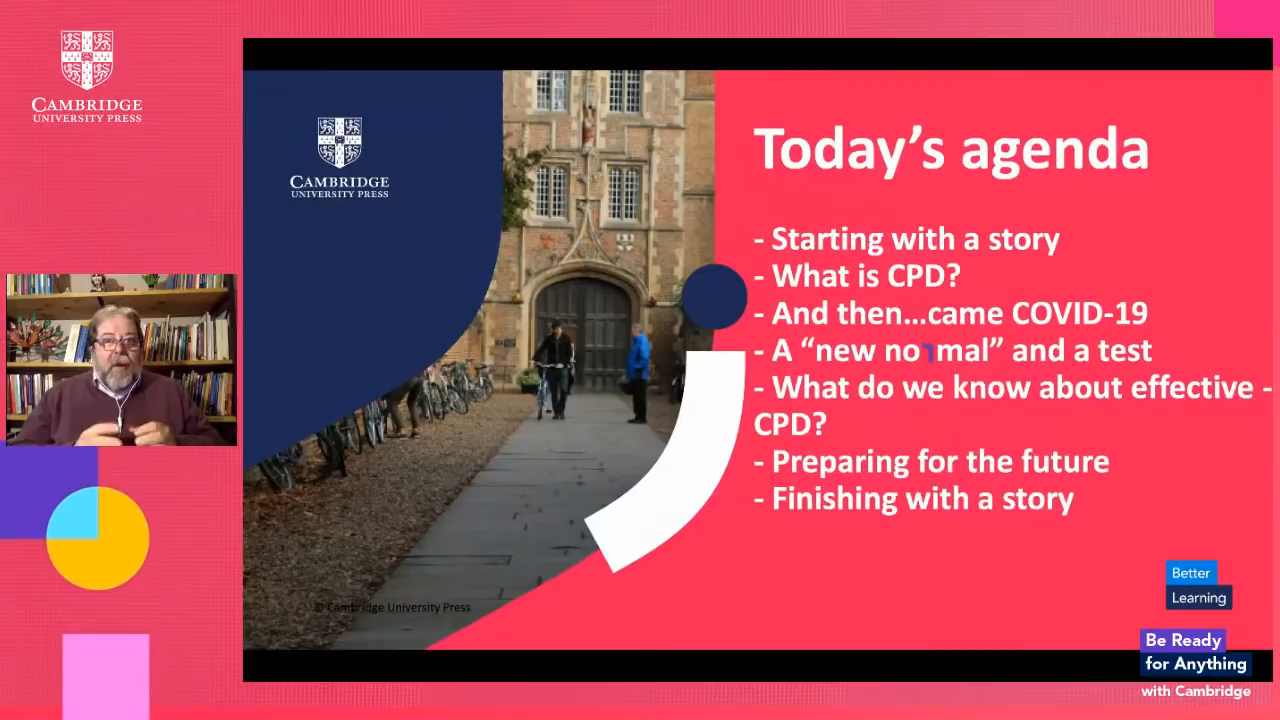 CAMBRIDGE
UNIVERSITY PRESS
CAMBRIDGE
UNIVERSITY PRESS
Today's agenda
- Starting with a story
- What is CPD?
- And then...came COVID-19
- A “new normal” and a test
- What do we know about effective -
CPD?
- Preparing for the future
- Finishing with a story
© Cambridge University Press
Better
Learning
Be Ready
for Anything
with Cambridge